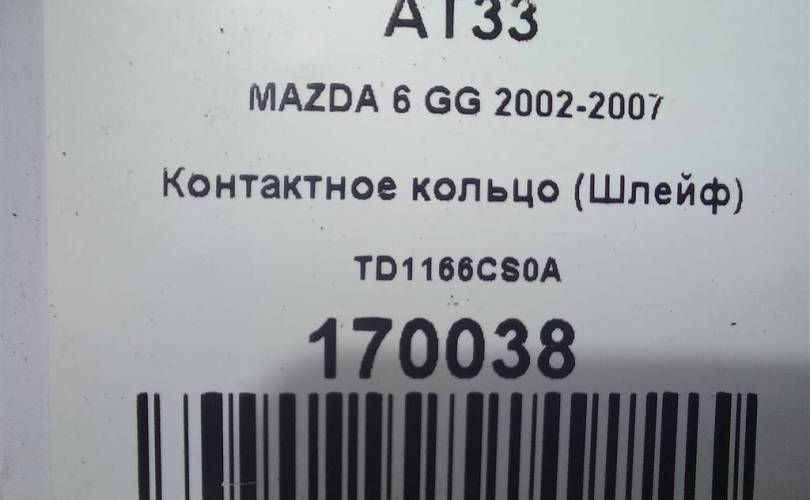 AT33
MAZDA 6 GG 2002-2007
Контактное кольцо (Шлейф)
TD1166CS0A
170038